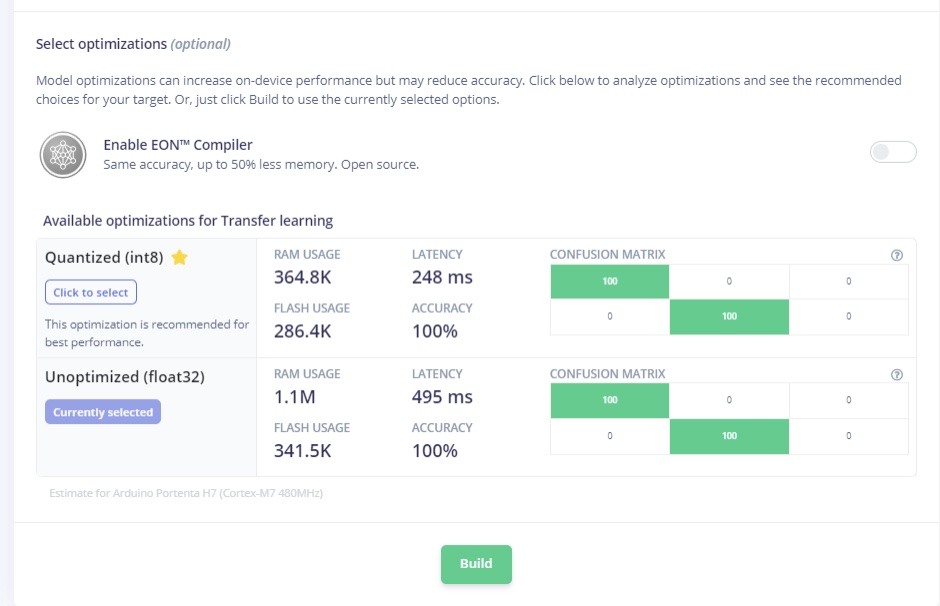 Select optimizations (optional)
Model optimizations can increase on-device performance but may reduce accuracy. Click below to analyze optimizations and see the recommended
choices for your target. Or, just click Build to use the currently selected options.
Enable EON™ Compiler
Same accuracy, up to 50% less memory. Open source.
Available optimizations for Transfer learning
Quantized (int8)
Click to select
This optimization is recommended for
best performance.
RAM USAGE
364.8K
LATENCY
248 ms
FLASH USAGE
286.4K
ACCURACY
100%
CONFUSION MATRIX ?
100 0 0
0 100 0
Unoptimized (float32)
Currently selected
RAM USAGE
1.1M
LATENCY
495 ms
FLASH USAGE
341.5K
ACCURACY
100%
CONFUSION MATRIX ?
100 0 0
0 100 0
Estimate for Arduino Portenta H7 (Cortex-M7 480MHz)
Build